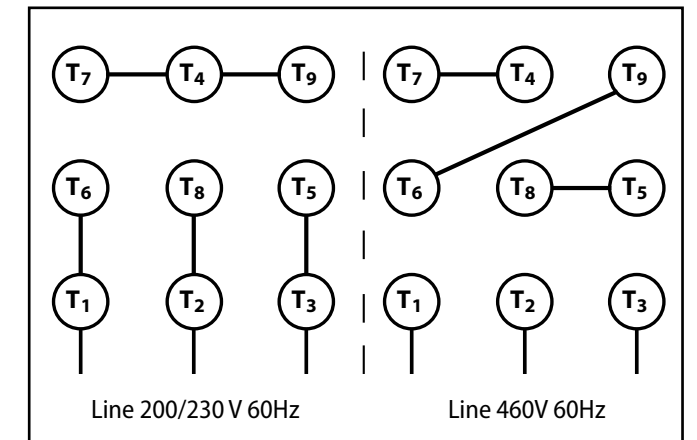 T₇ T₄ T₉ T₇ T₄ T₉
T₆ T₈ T₅ T₆ T₈ T₅
T₁ T₂ T₃ T₁ T₂ T₃
Line 200/230 V 60Hz Line 460V 60Hz